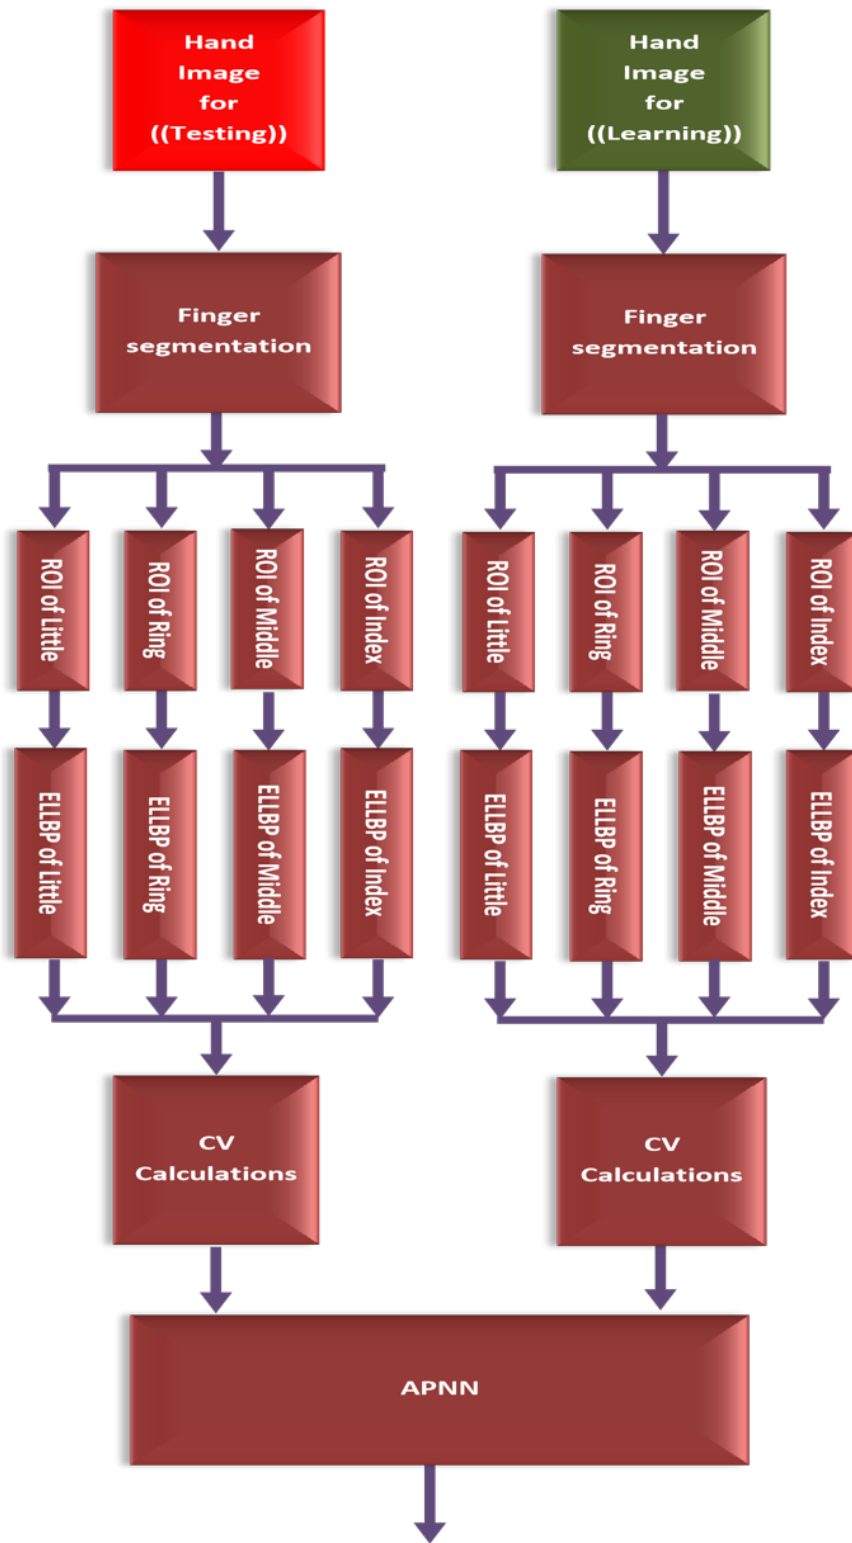 Hand
Image
for
((Testing))
Hand
Image
for
((Learning))
Finger
segmentation
Finger
segmentation
ROI of Little
ROI of Ring
ROI of Middle
ROI of Index
ROI of Little
ROI of Ring
ROI of Middle
ROI of Index
ELLBP of Little
ELLBP of Ring
ELLBP of Middle
ELLBP of Index
ELLBP of Little
ELLBP of Ring
ELLBP of Middle
ELLBP of Index
CV
Calculations
CV
Calculations
APNN